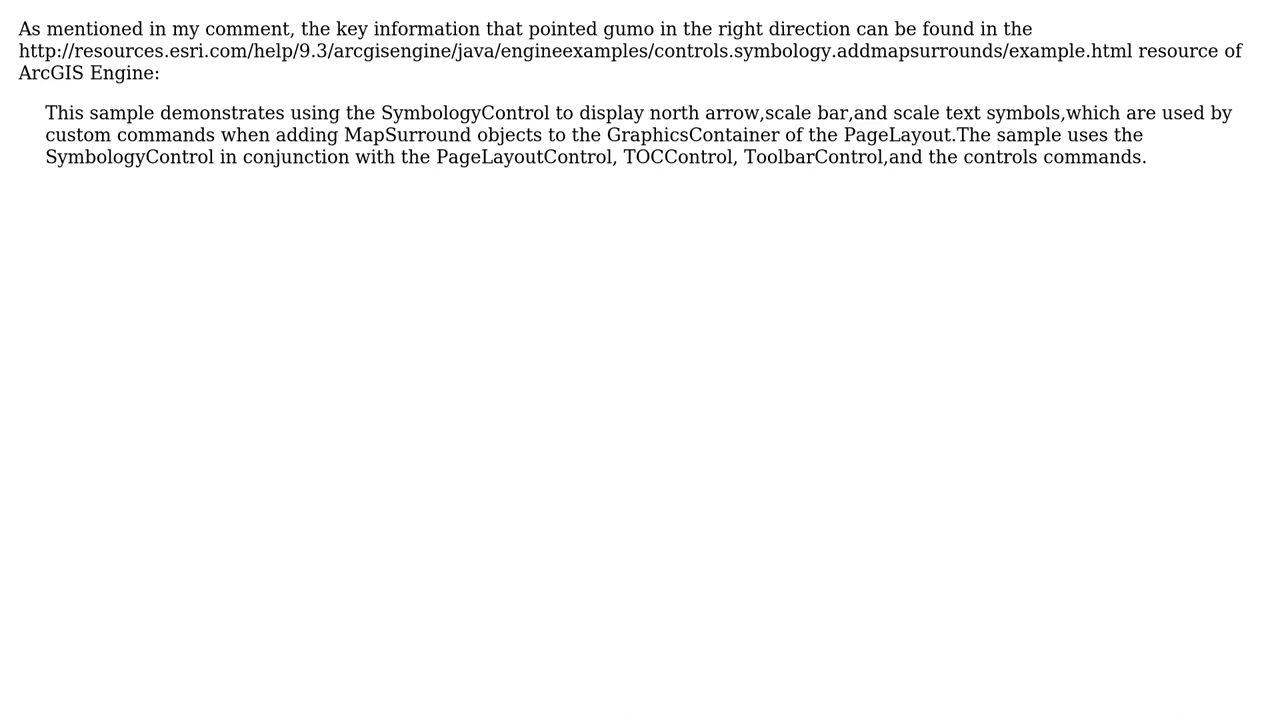 As mentioned in my comment, the key information that pointed gumo in the right direction can be found in the
http://resources.esri.com/help/9.3/arcgisengine/java/engineexamples/controls.symbology.addmapsurrounds/example.html resource of
ArcGIS Engine:
This sample demonstrates using the SymbologyControl to display north arrow,scale bar,and scale text symbols,which are used by
custom commands when adding MapSurround objects to the GraphicsContainer of the PageLayout.The sample uses the
SymbologyControl in conjunction with the PageLayoutControl, TOCControl, ToolbarControl,and the controls commands.